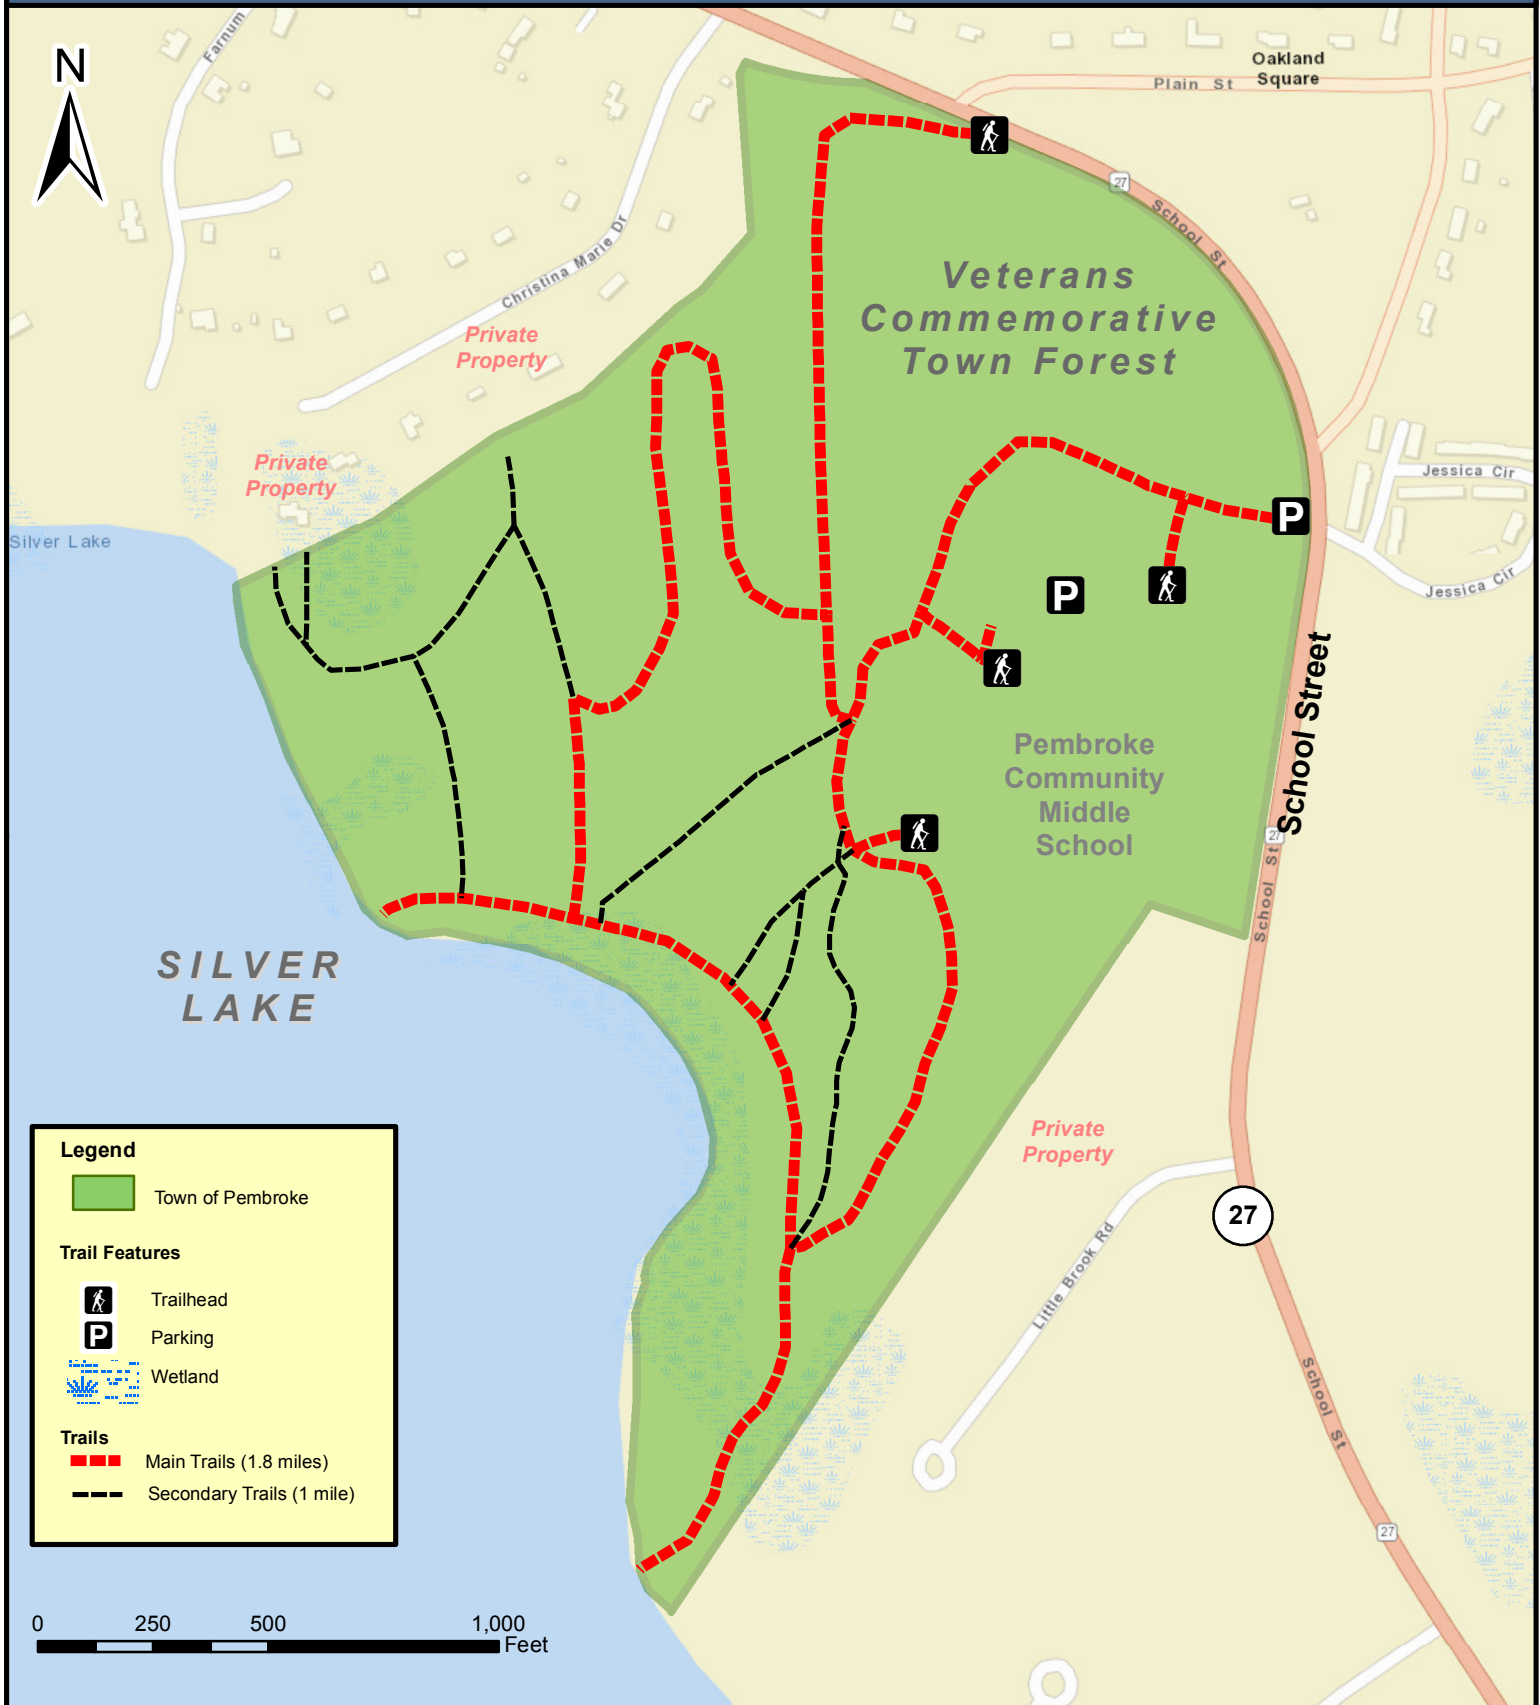 N
Farnum
Oakland
Square
Plain St
27
School St
Christina Marie Dr
Veterans
Commemorative
Town Forest
Private
Property
Private
Property
Jessica Cir
P
Silver Lake
Jessica Cir
P
School Street
Pembroke
Community
Middle
School
27
School St
SILVER
LAKE
Private
Property
27
Little Brook Rd
School St
27
Legend
Town of Pembroke
Trail Features
Trailhead
P
Parking
Wetland
Trails
Main Trails (1.8 miles)
Secondary Trails (1 mile)
0 250 500 1,000
Feet